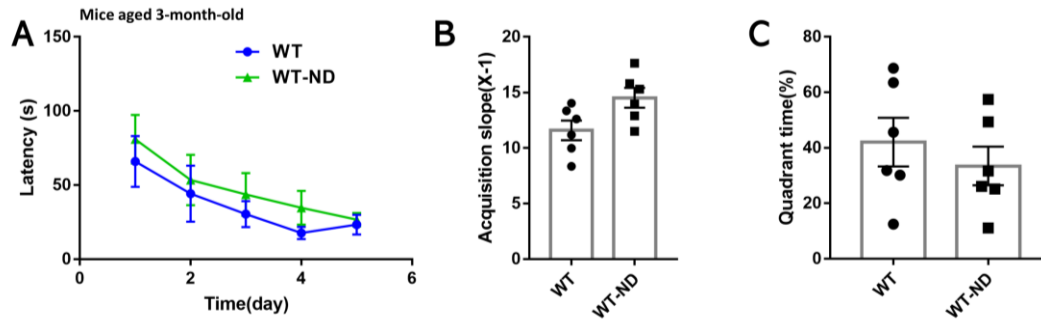 Mice aged 3-month-old
A
150
100
50
0
0
2
4
6
Latency (s)
Time(day)
WT
WT-ND
B
20
15
10
5
0
Acquisition slope(X-1)
WT
WT-ND
C
80
60
40
20
0
Quadrant time(%)
WT
WT-ND